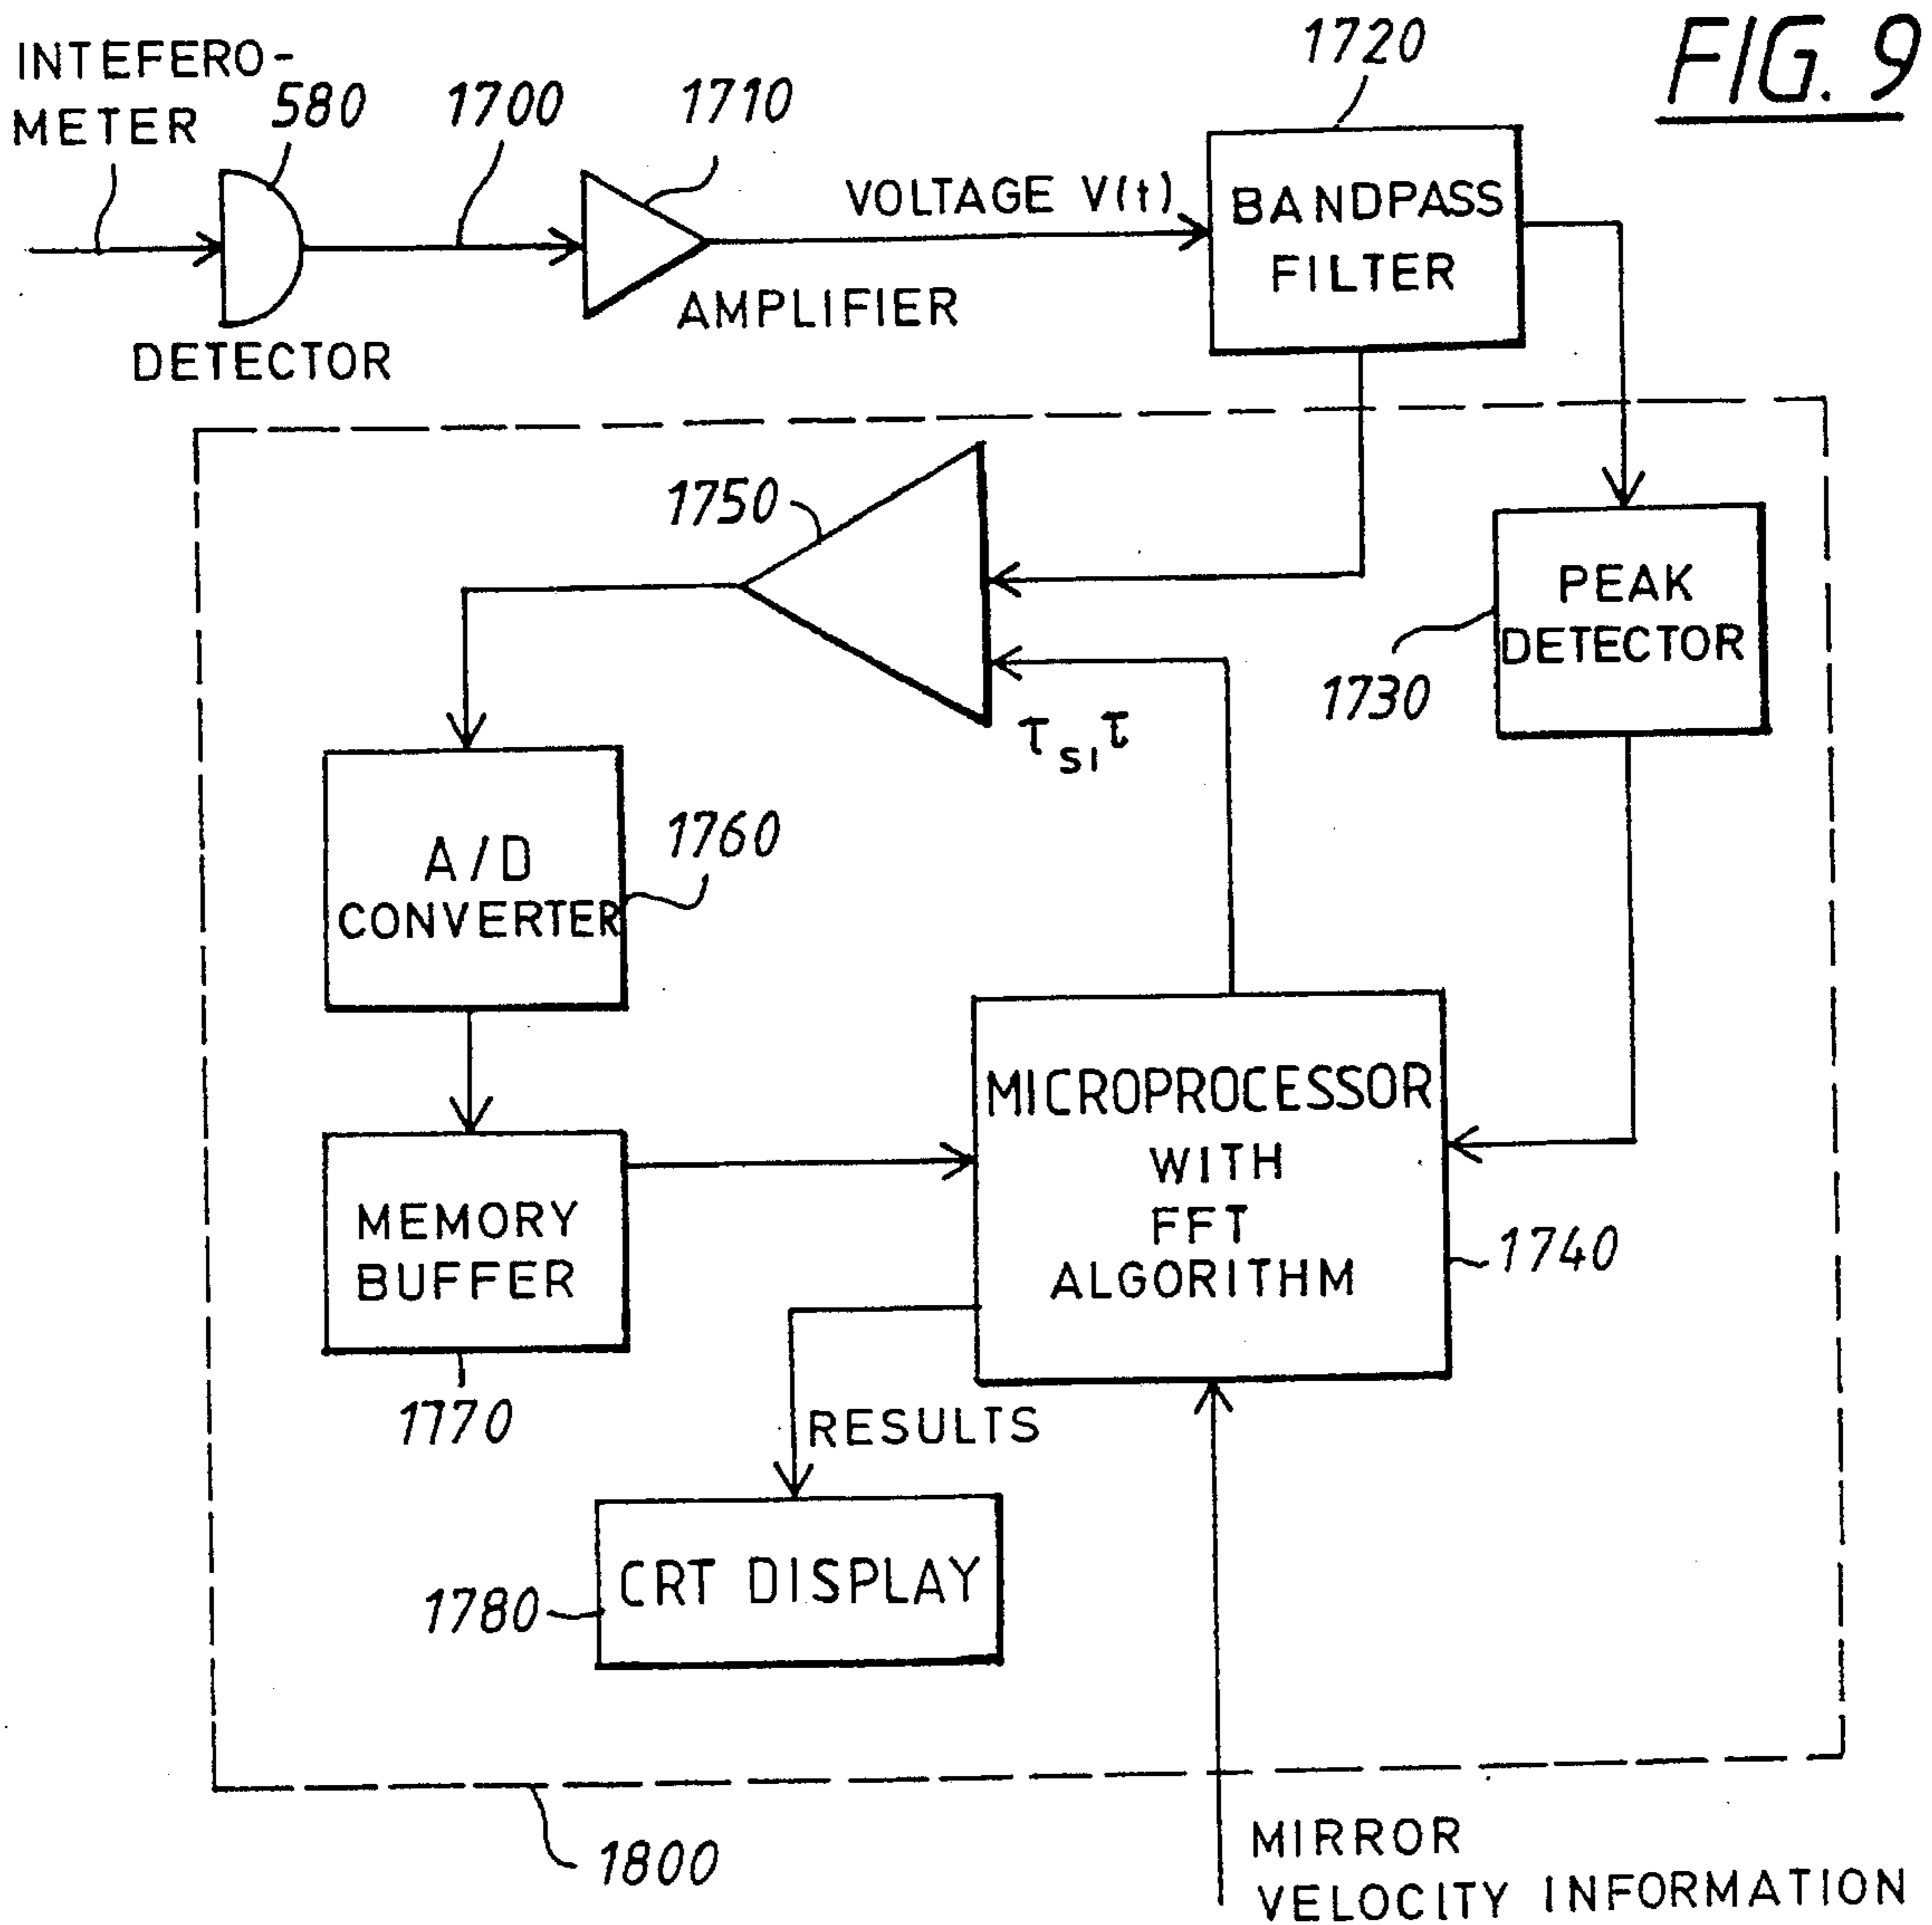 FIG. 9
INTEFERO-
METER
580
1700
1710
1720
VOLTAGE V(t)
BANDPASS
FILTER
AMPLIFIER
DETECTOR
1750
PEAK
DETECTOR
1730
τs, τ
A/D
CONVERTER
1760
MICROPROCESSOR
WITH
FFT
ALGORITHM
1740
MEMORY
BUFFER
1770
RESULTS
CRT DISPLAY
1780
1800
MIRROR
VELOCITY INFORMATION